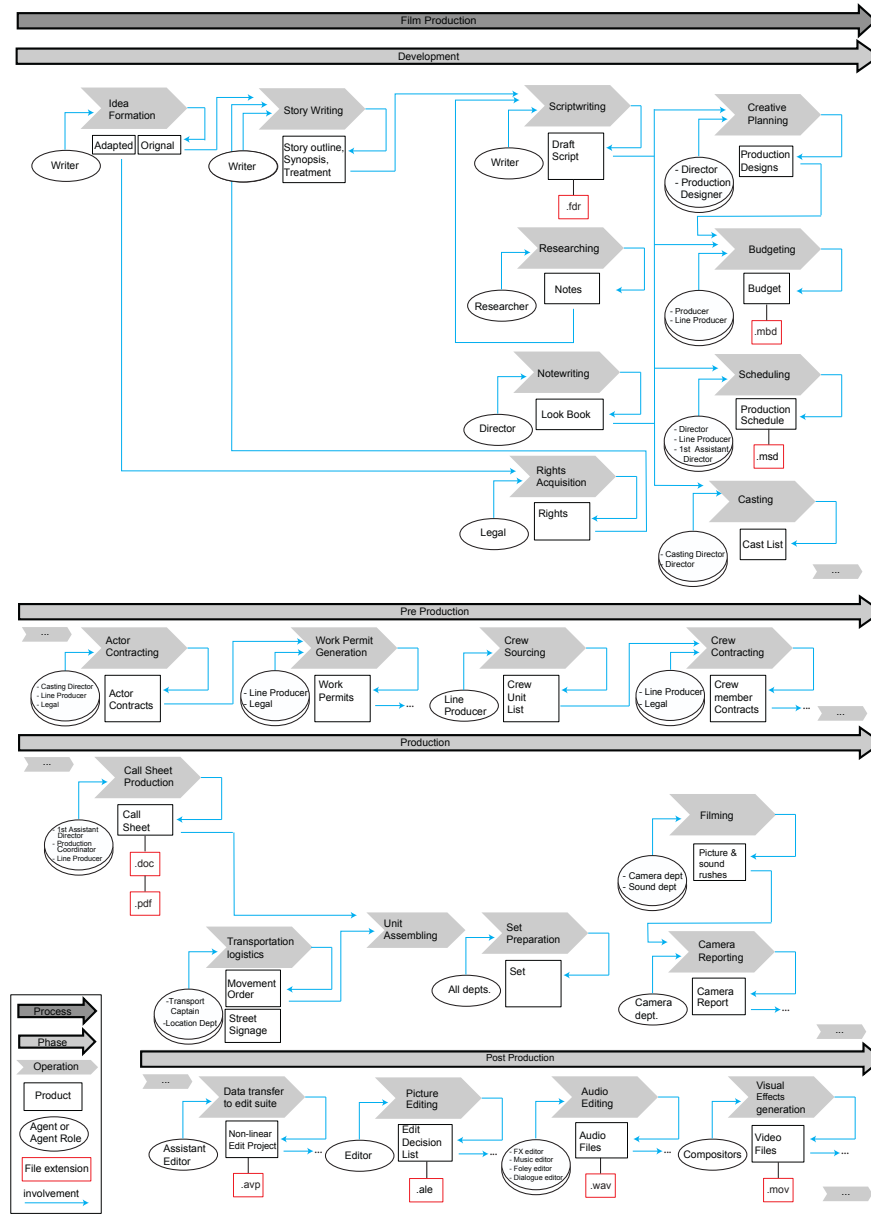 Film Production
Development
Idea
Formation
Writer
Adapted
Orignal
Story Writing
Writer
Story outline,
Synopsis,
Treatment
Scriptwriting
Writer
Draft
Script
.fdr
Creative
Planning
- Director
- Production
Designer
Production
Designs
Researching
Researcher
Notes
Budgeting
- Producer
- Line Producer
Budget
.mbd
Notewriting
Director
Look Book
Scheduling
- Director
- Line Producer
- 1st Assistant
Director
Production
Schedule
.msd
Rights
Acquisition
Legal
Rights
Casting
- Casting Director
- Director
Cast List
...
Pre Production
...
Actor
Contracting
- Casting Director
- Line Producer
- Legal
Actor
Contracts
Work Permit
Generation
- Line Producer
- Legal
Work
Permits
...
Crew
Sourcing
Line
Producer
Crew
Unit
List
Crew
Contracting
- Line Producer
- Legal
Crew
member
Contracts
...
...
Production
...
Call Sheet
Production
- 1st Assistant
Director
- Production
Coordinator
- Line Producer
Call
Sheet
.doc
.pdf
Filming
- Camera dept
- Sound dept
Picture &
sound
rushes
Unit
Assembling
Set
Preparation
All depts.
Set
Transportation
logistics
-Transport
Captain
-Location Dept
Movement
Order
Street
Signage
Camera
Reporting
Camera
dept.
Camera
Report
...
...
Process
Phase
Operation
Product
Agent or
Agent Role
File extension
involvement
Post Production
...
Data transfer
to edit suite
Assistant
Editor
Non-linear
Edit Project
...
.avp
Picture
Editing
Editor
Edit
Decision
List
...
.ale
Audio
Editing
- FX editor
- Music editor
- Foley editor
- Dialogue editor
Audio
Files
...
.wav
Visual
Effects
generation
Compositors
Video
Files
...
.mov
...